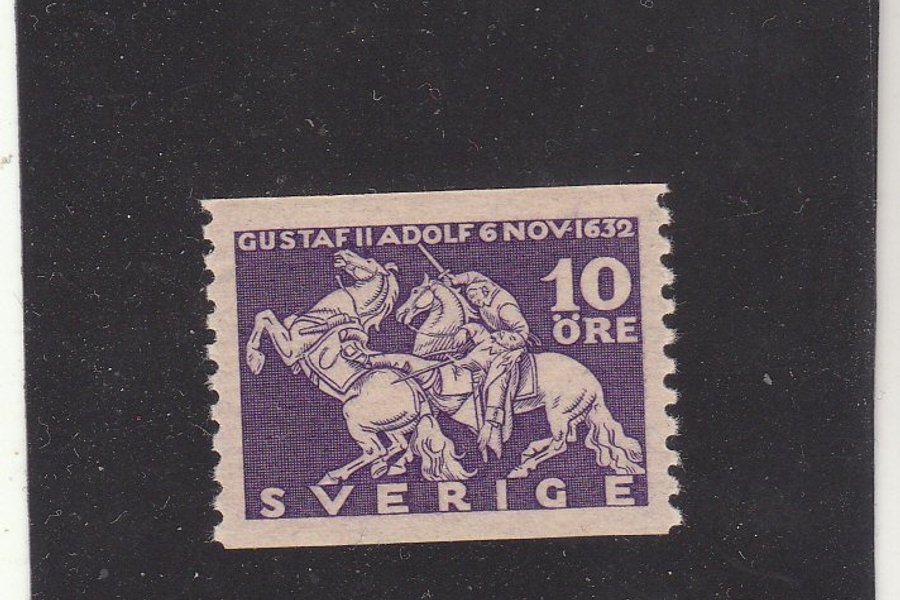 GUSTAF II ADOLF 6 NOV·1632
10
ÖRE
SVERIGE